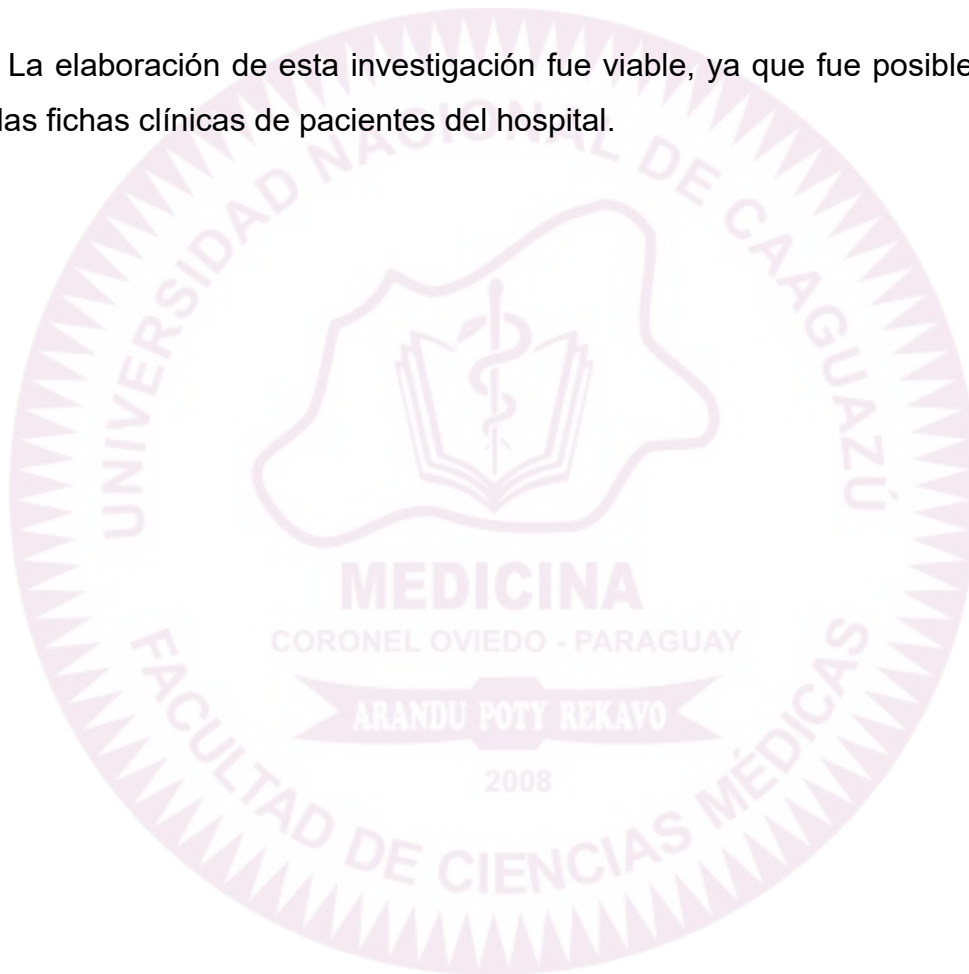 La elaboración de esta investigación fue viable, ya que fue posible
las fichas clínicas de pacientes del hospital.
UNIVERSIDAD NACIONAL DE CAAGUAZÚ
MEDICINA
CORONEL OVIEDO - PARAGUAY
ARANDU POTY REKAVO
2008
FACULTAD DE CIENCIAS MÉDICAS